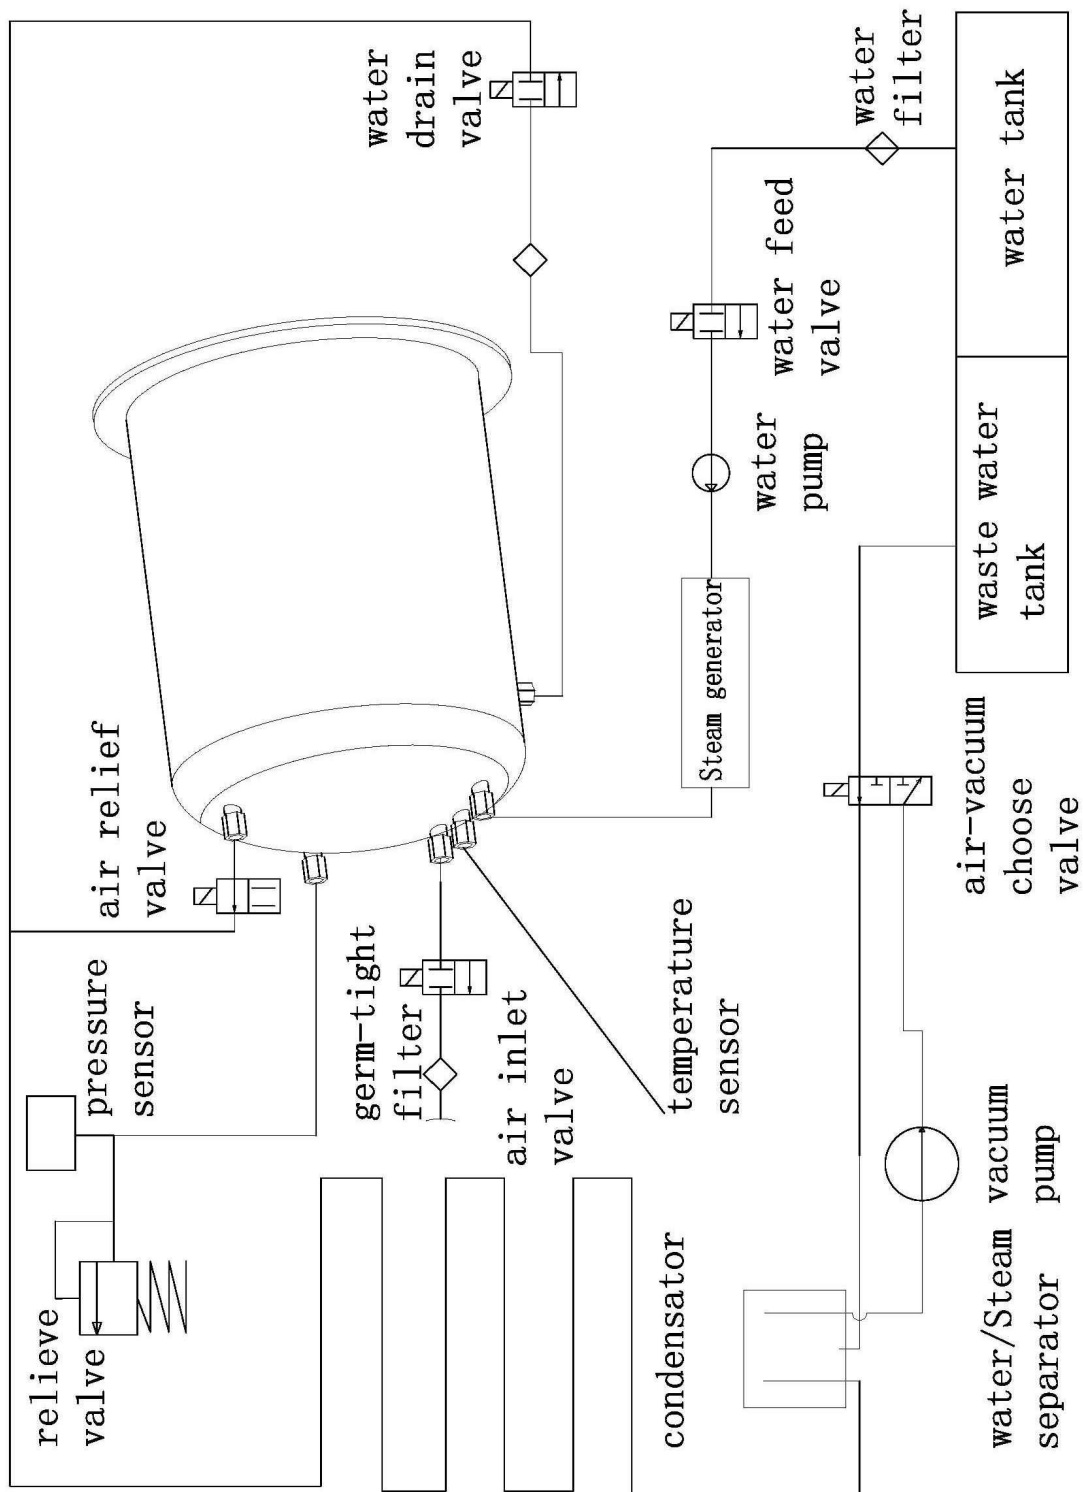 relieve
valve
pressure
sensor
air relief
valve
water
drain
valve
germ-tight
filter
air inlet
valve
temperature
sensor
condensator
Steam generator
water
pump
water feed
valve
water
filter
water/Steam
separator
vacuum
pump
air-vacuum
choose
valve
waste water
tank
water tank